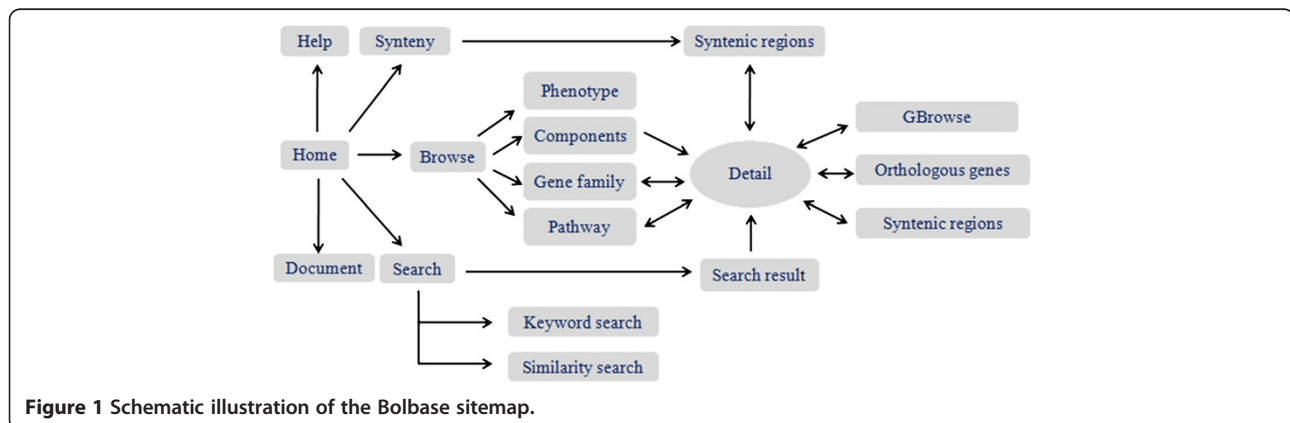 Help
Synteny
Syntenic regions
Phenotype
GBrowse
Components
Home
Browse
Detail
Orthologous genes
Gene family
Pathway
Syntenic regions
Document
Search
Search result
Keyword search
Similarity search
Figure 1 Schematic illustration of the Bolbase sitemap.